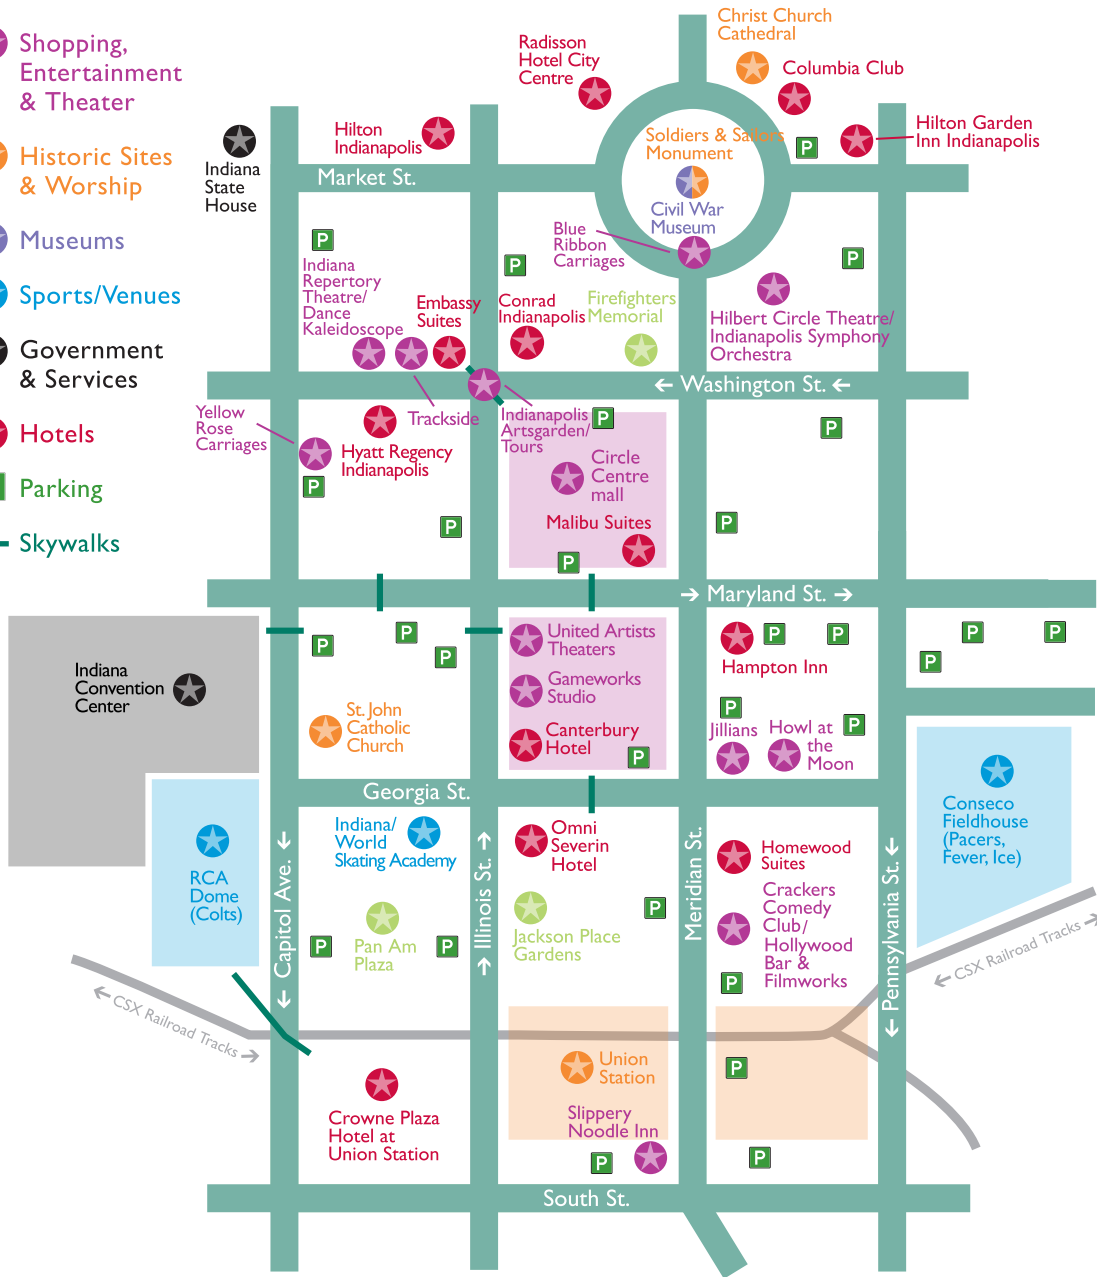 Shopping,
Entertainment
& Theater
Historic Sites
& Worship
Museums
Sports/Venues
Government
& Services
Hotels
Parking
Skywalks
Christ Church
Cathedral
Radisson
Hotel City
Centre
Columbia Club
Hilton
Indianapolis
Hilton Garden
Inn Indianapolis
Soldiers & Sailors
Monument
P
Indiana
State
House
Market St.
Civil War
Museum
Blue
Ribbon
Carriages
P
P
P
Indiana
Repertory
Theatre/
Dance
Kaleidoscope
Embassy
Suites
Conrad
Indianapolis
Firefighters
Memorial
Hilbert Circle Theatre/
Indianapolis Symphony
Orchestra
← Washington St. ←
Yellow
Rose
Carriages
Trackside
Indianapolis
Artsgarden/
Tours
P
P
Hyatt Regency
Indianapolis
Circle
Centre
mall
P
P
Malibu Suites
P
P
→ Maryland St. →
United Artists
Theaters
P
P
P
P
P
P
P
P
Hampton Inn
Indiana
Convention
Center
Gameworks
Studio
St. John
Catholic
Church
Canterbury
Hotel
P
P
Jillians
Howl at
the
Moon
P
Georgia St.
Indiana/
World
Skating Academy
Omni
Severin
Hotel
Homewood
Suites
Conseco
Fieldhouse
(Pacers,
Fever, Ice)
RCA
Dome
(Colts)
← Capitol Ave. ←
→ Illinois St. →
Meridian St.
← Pennsylvania St. ←
Crackers
Comedy
Club/
Hollywood
Bar &
Filmworks
P
Pan Am
Plaza
Jackson Place
Gardens
P
P
P
← CSX Railroad Tracks →
← CSX Railroad Tracks →
Union
Station
P
Crowne Plaza
Hotel at
Union Station
Slippery
Noodle Inn
P
P
South St.